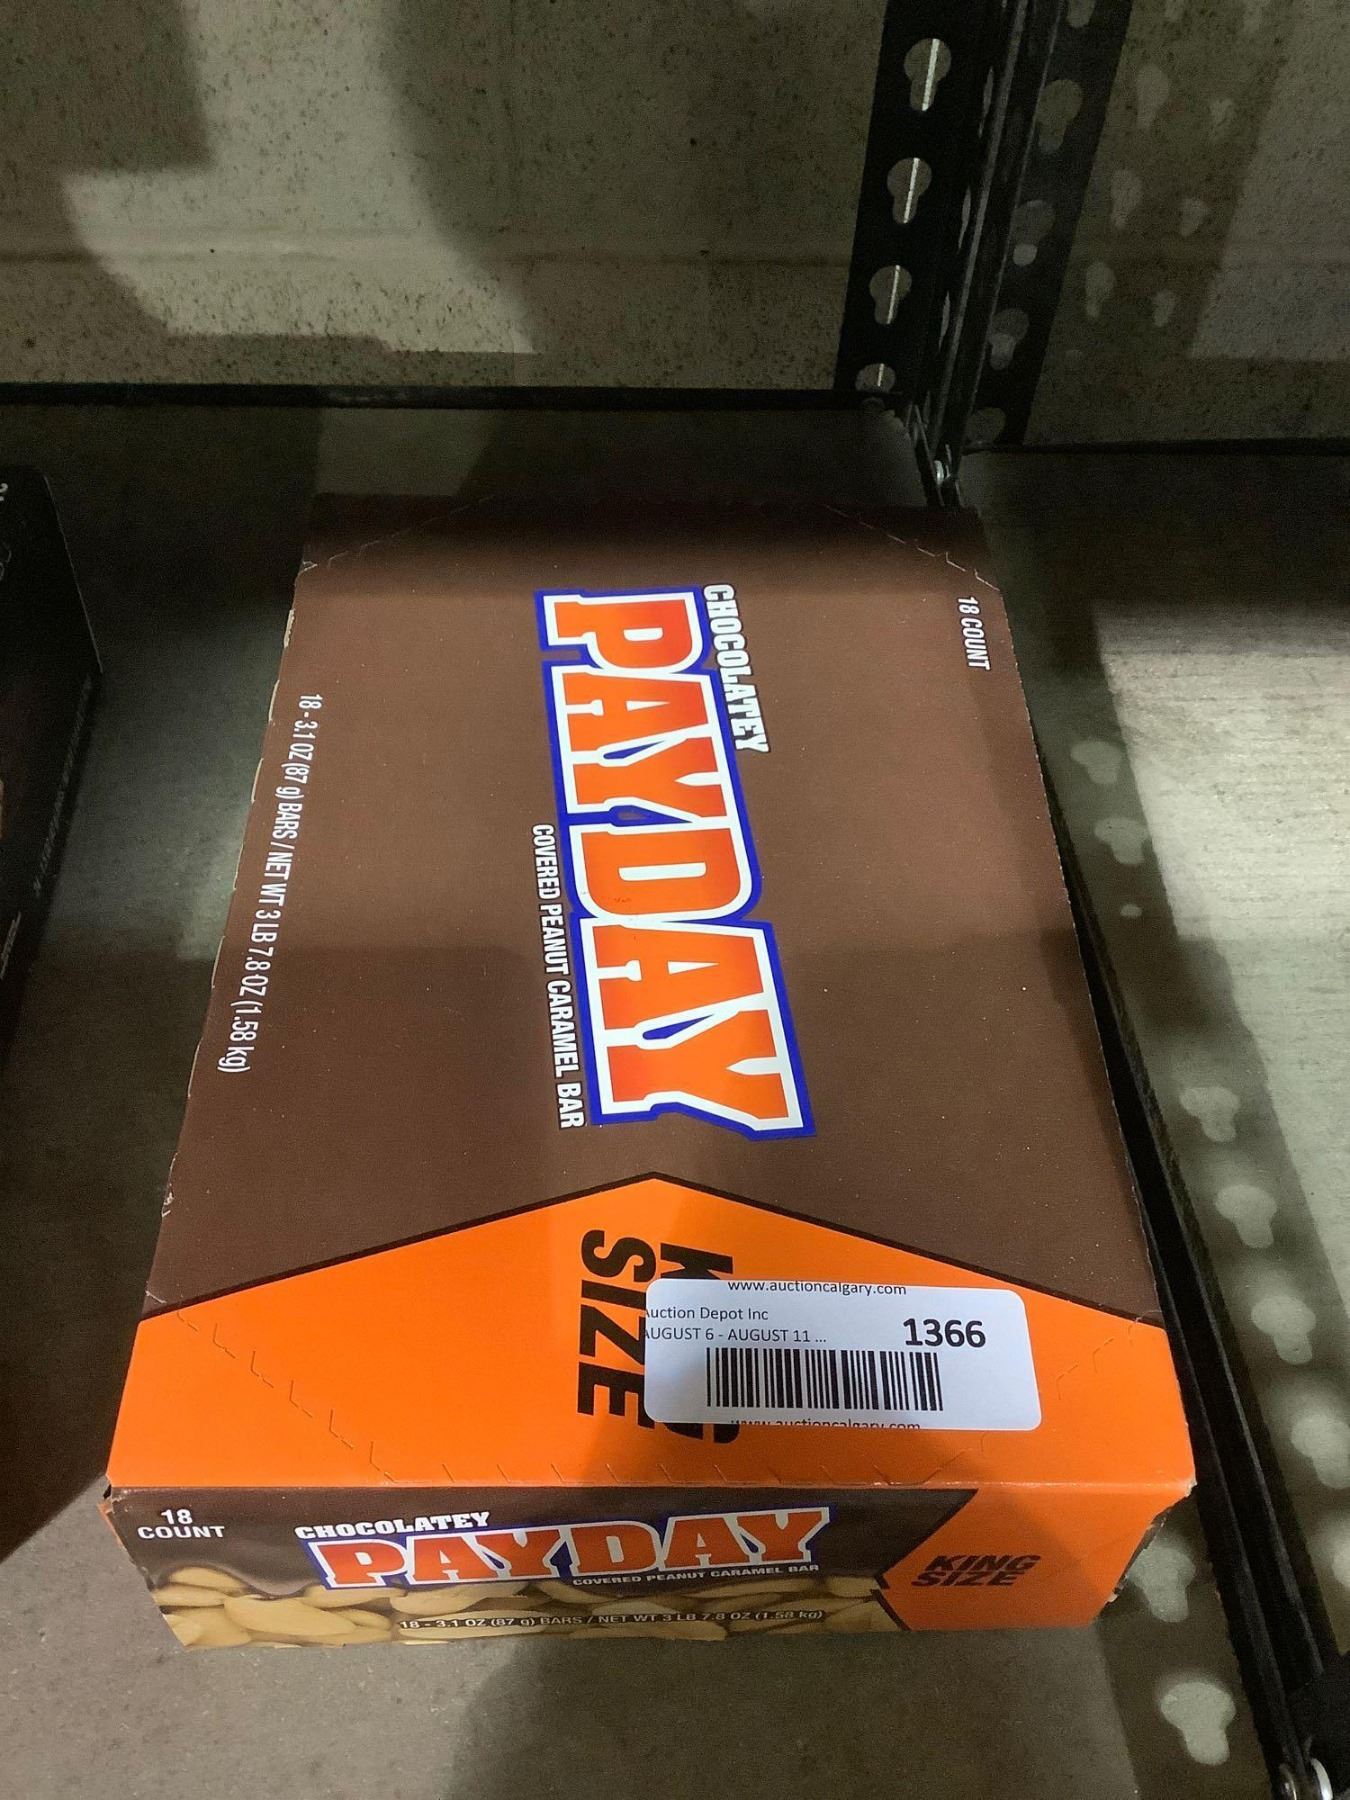 18 COUNT
CHOCOLATEY
PAYDAY
COVERED PEANUT CARAMEL BAR
18 - 3.1 OZ (87 g) BARS / NET WT 3 LB 7.8 OZ (1.58 kg)
SIZE
www.auctioncalgary.com
Auction Depot Inc
AUGUST 6 - AUGUST 11 ...
1366
www.auctioncalgary.com
18
COUNT
CHOCOLATEY
PAYDAY
COVERED PEANUT CARAMEL BAR
KING
SIZE
18 - 3.1 OZ (87 g) BARS / NET WT 3 LB 7.8 OZ (1.58 kg)